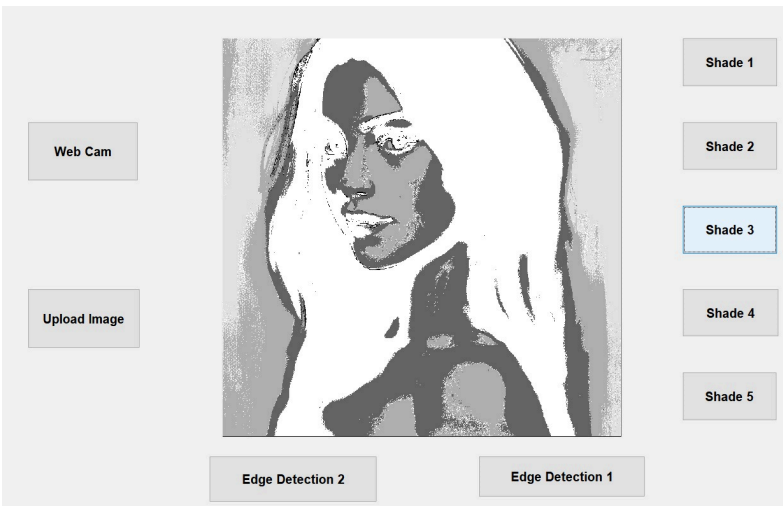 Shade 1
Web Cam
Shade 2
Shade 3
Upload Image
Shade 4
Shade 5
Edge Detection 2
Edge Detection 1